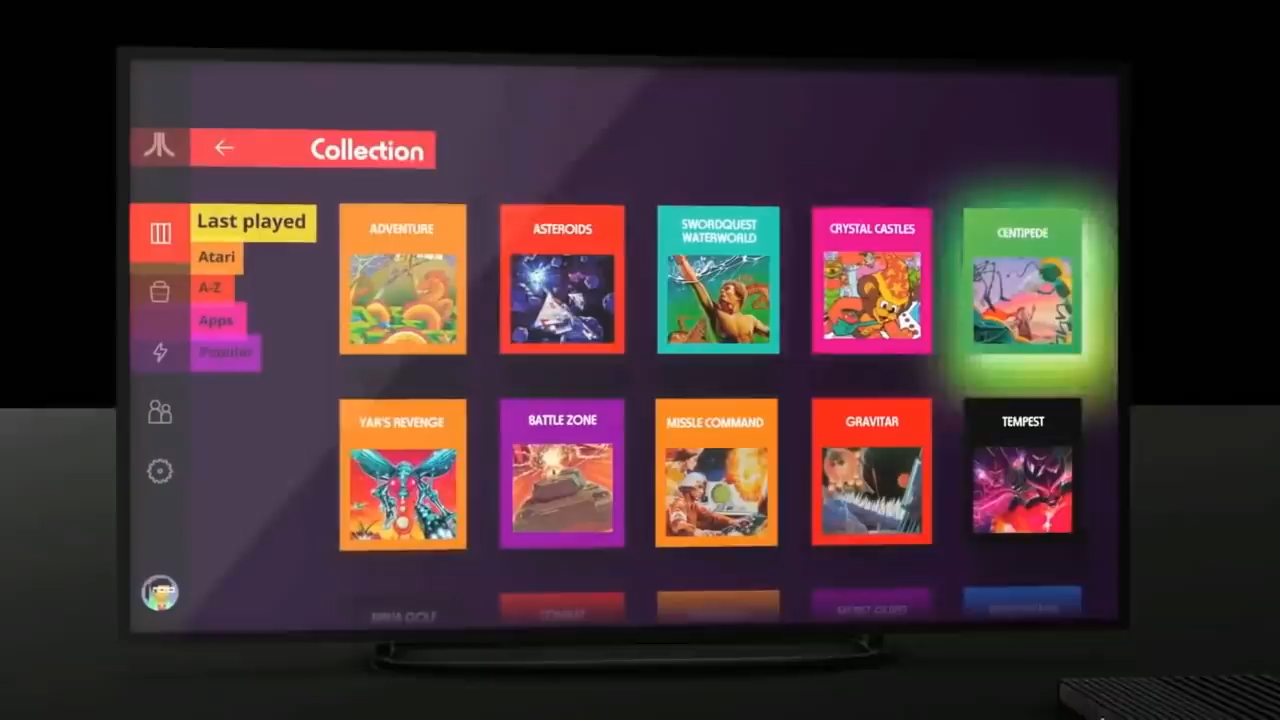 Collection
Last played
Atari
A-Z
Apps
Popular
ADVENTURE
ASTEROIDS
SWORDQUEST
WATERWORLD
CRYSTAL CASTLES
CENTIPEDE
YAR'S REVENGE
BATTLE ZONE
MISSLE COMMAND
GRAVITAR
TEMPEST
COMBAT